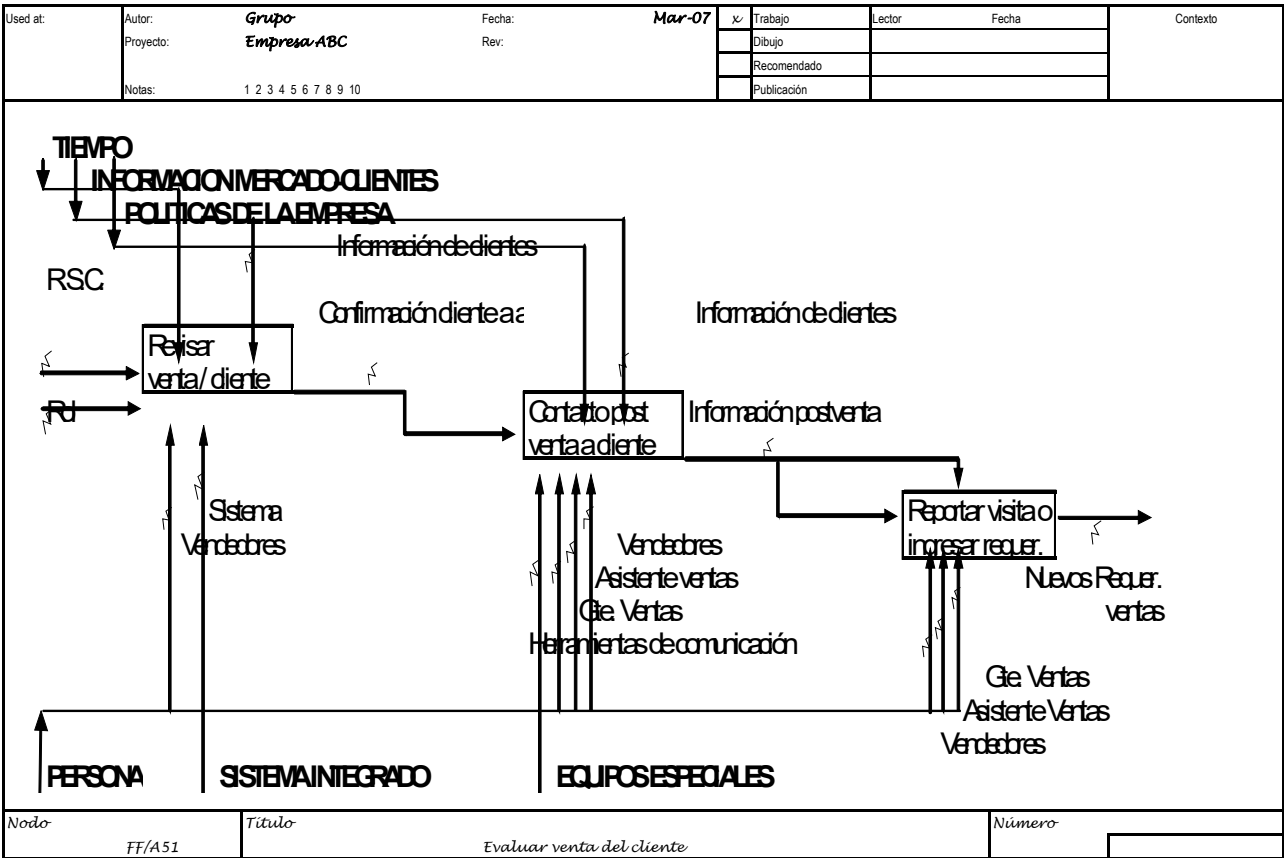 Used at: Autor: Grupo Fecha: Mar-07 x Trabajo Lector Fecha Contexto
Proyecto: Empresa ABC Rev: Dibujo
Recomendado
Notas: 1 2 3 4 5 6 7 8 9 10 Publicación
TIEMPO
INFORMACION MERCADO-CLIENTES
POLITICAS DE LA EMPRESA
Información de clientes
R.S.C.
Confirmación cliente a a
Información de clientes
Revisar
venta / cliente
Rd
Contacto post
venta a cliente
Información postventa
Sistema
Vendedores
Reportar visita o
ingresar requer.
Vendedores
Asistente ventas
Gte. Ventas
Herramientas de comunicación
Nuevos Requer.
ventas
Gte. Ventas
Asistente Ventas
Vendedores
PERSONA
SISTEMA INTEGRADO
EQUIPOS ESPECIALES
Nodo Título Número
FF/A51 Evaluar venta del cliente